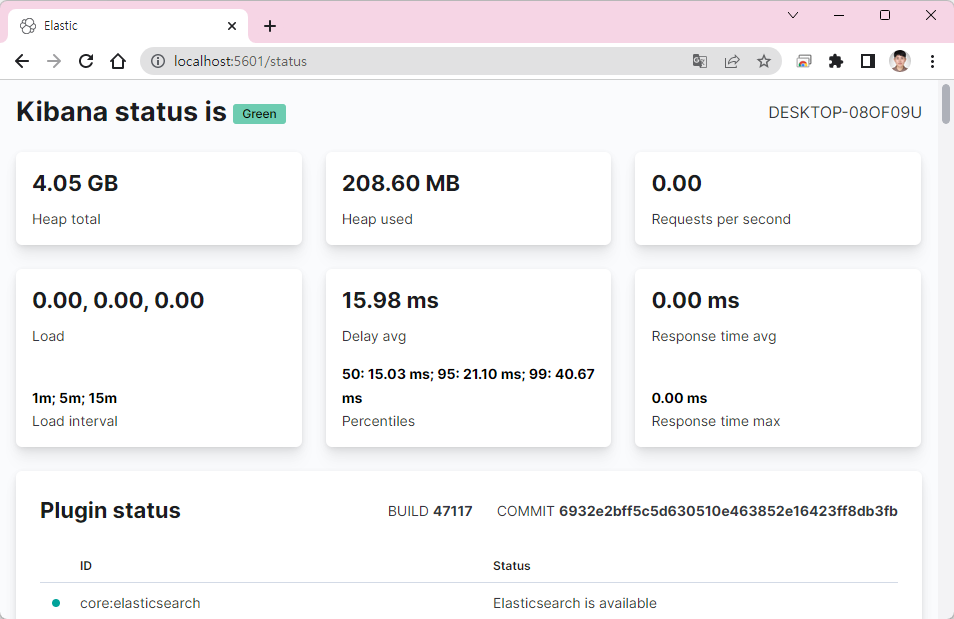 Elastic
localhost:5601/status
Kibana status is Green
DESKTOP-08OF09U
4.05 GB
Heap total
208.60 MB
Heap used
0.00
Requests per second
0.00, 0.00, 0.00
Load
1m; 5m; 15m
Load interval
15.98 ms
Delay avg
50: 15.03 ms; 95: 21.10 ms; 99: 40.67
ms
Percentiles
0.00 ms
Response time avg
0.00 ms
Response time max
Plugin status
BUILD 47117
COMMIT 6932e2bff5c5d630510e463852e16423ff8db3fb
ID
Status
core:elasticsearch
Elasticsearch is available